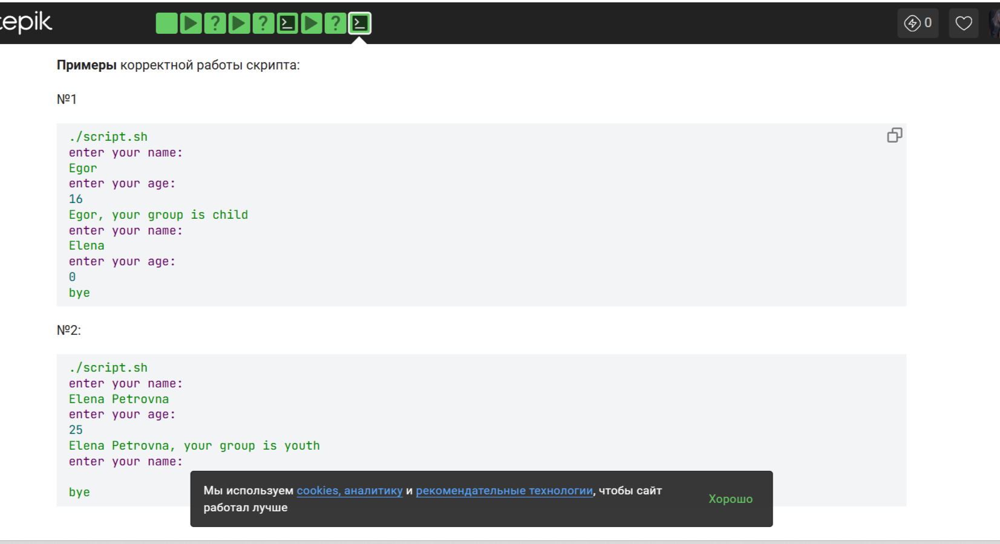 tepik
0
Примеры корректной работы скрипта:
№1
./script.sh
enter your name:
Egor
enter your age:
16
Egor, your group is child
enter your name:
Elena
enter your age:
0
bye
№2:
./script.sh
enter your name:
Elena Petrovna
enter your age:
25
Elena Petrovna, your group is youth
enter your name:
bye
Мы используем cookies, аналитику и рекомендательные технологии, чтобы сайт
работал лучше
Хорошо